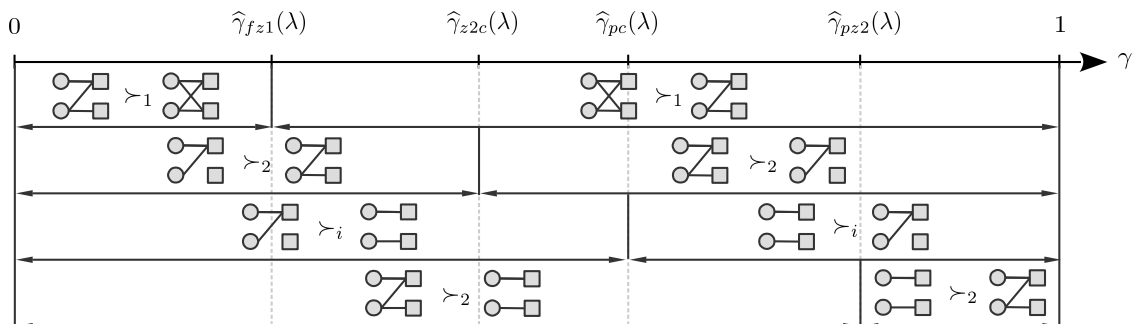 0 γ̂_{fz1}(λ) γ̂_{z2c}(λ) γ̂_{pc}(λ) γ̂_{pz2}(λ) 1
γ
≻_1 ≻_1
≻_2 ≻_2
≻_i ≻_i
≻_2 ≻_2